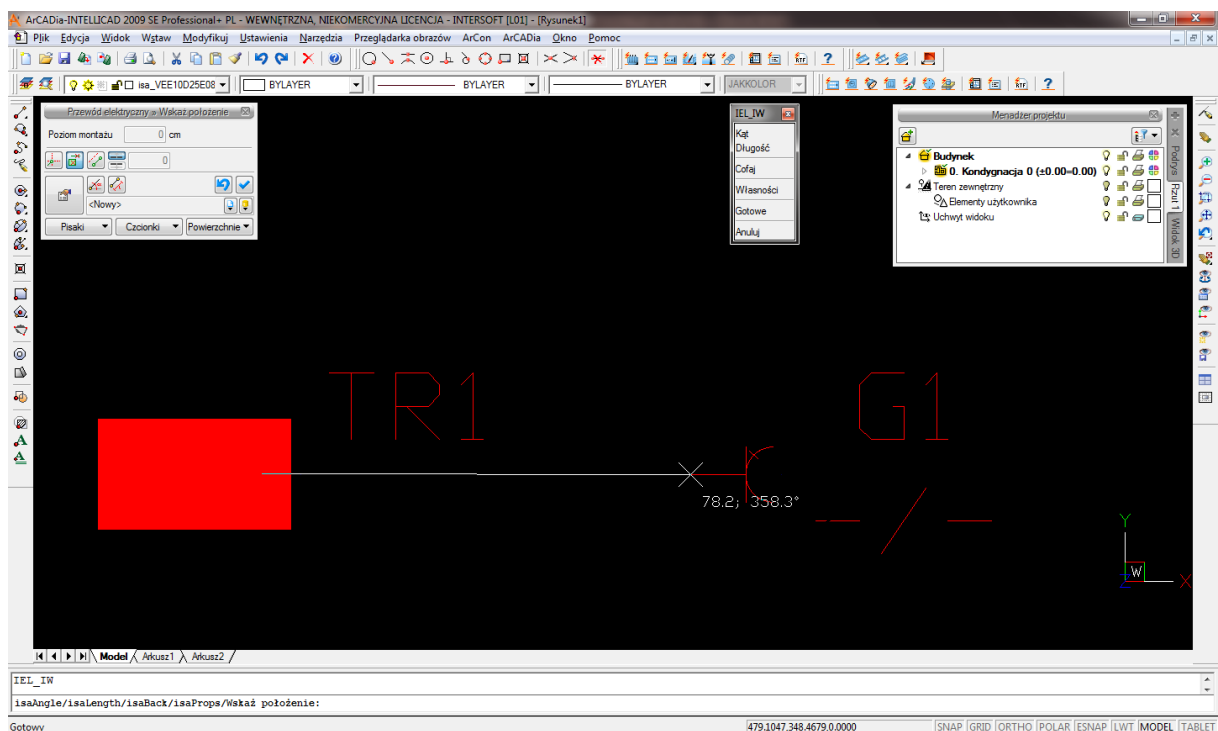 ArCADia-INTELLICAD 2009 SE Professional+ PL - WEWNĘTRZNA, NIEKOMERCYJNA LICENCJA - INTERSOFT [L01] - [Rysunek1]
Plik Edycja Widok Wstaw Modyfikuj Ustawienia Narzędzia Przeglądarka obrazów ArCon ArCADia Okno Pomoc
isa_VEE10D25E08 BYLAYER BYLAYER BYLAYER JAKKOLOR
Przewód elektryczny » Wskaż położenie
Poziom montażu 0 cm
0
<Nowy>
Pisaki Czcionki Powierzchnie
IEL_IW
Kąt
Długość
Cofaj
Własności
Gotowe
Anuluj
Menadżer projektu
Budynek
0. Kondygnacja 0 (±0.00=0.00)
Teren zewnętrzny
Elementy użytkownika
Uchwyt widoku
Podrys
Rzut 1
Widok 3D
TR1
G1
78.2; 358.3°
-/-
Y
W
Z
X
Model Arkusz1 Arkusz2
IEL_IW
isaAngle/isaLength/isaBack/isaProps/Wskaż położenie:
Gotowy 479.1047,348.4679,0.0000 SNAP GRID ORTHO POLAR ESNAP LWT MODEL TABLET